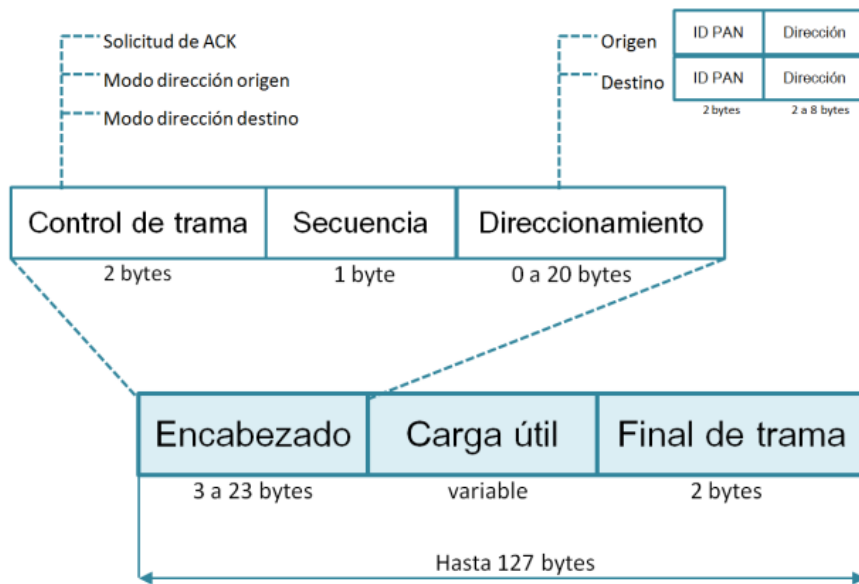 Solicitud de ACK
Modo dirección origen
Modo dirección destino
Origen
ID PAN
Dirección
Destino
ID PAN
Dirección
2 bytes
2 a 8 bytes
Control de trama
Secuencia
Direccionamiento
2 bytes
1 byte
0 a 20 bytes
Encabezado
Carga útil
Final de trama
3 a 23 bytes
variable
2 bytes
Hasta 127 bytes